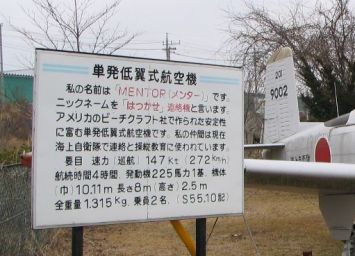 単発低翼式航空機
私の名前は「MENTOR(メンター)」です。
ニックネームを「はつかぜ」連絡機と言います。
アメリカのビーチクラフト社で作られた安定性
に富む単発低翼式航空機です。私の仲間は現在
海上自衛隊で連絡と操縦教育に使われています。
要目 速力(巡航)147kt(272km)
航続時間4時間、発動機225馬力1基、機体
(巾)10.11m 長さ8m(高さ)2.5m
全重量1.315kg、乗員2名、(S55.10記)
9002